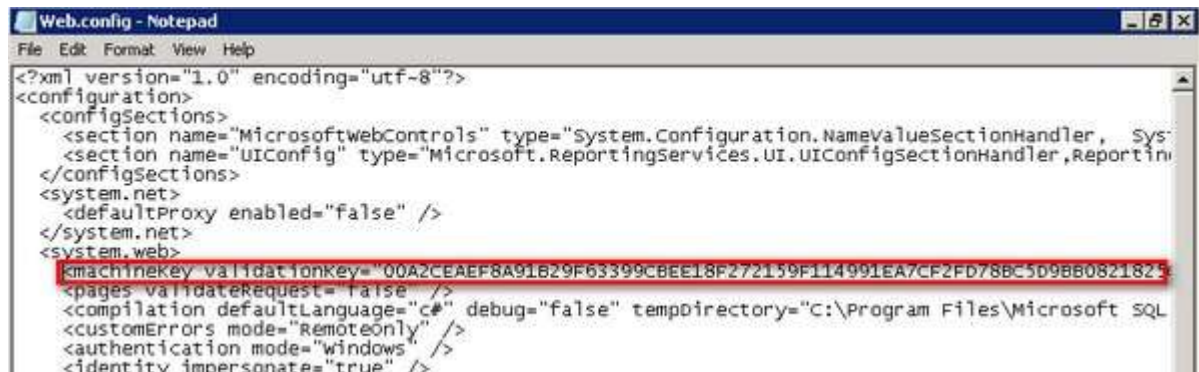 Web.config - Notepad
File Edit Format View Help
<?xml version="1.0" encoding="utf-8"?>
<configuration>
<configSections>
<section name="MicrosoftWebControls" type="System.Configuration.NameValueSectionHandler, Sys
<section name="UIConfig" type="Microsoft.ReportingServices.UI.UIConfigSectionHandler,Reportin
</configSections>
<system.net>
<defaultProxy enabled="false" />
</system.net>
<system.web>
<machineKey validationKey="00A2CEAEF8A91B29F63399CBEE18F272159F114991EA7CF2FD78BC5D9BB0821825
<pages validateRequest="false" />
<compilation defaultLanguage="c#" debug="false" tempDirectory="C:\Program Files\Microsoft SQL
<customErrors mode="RemoteOnly" />
<authentication mode="Windows" />
<identity impersonate="true" />